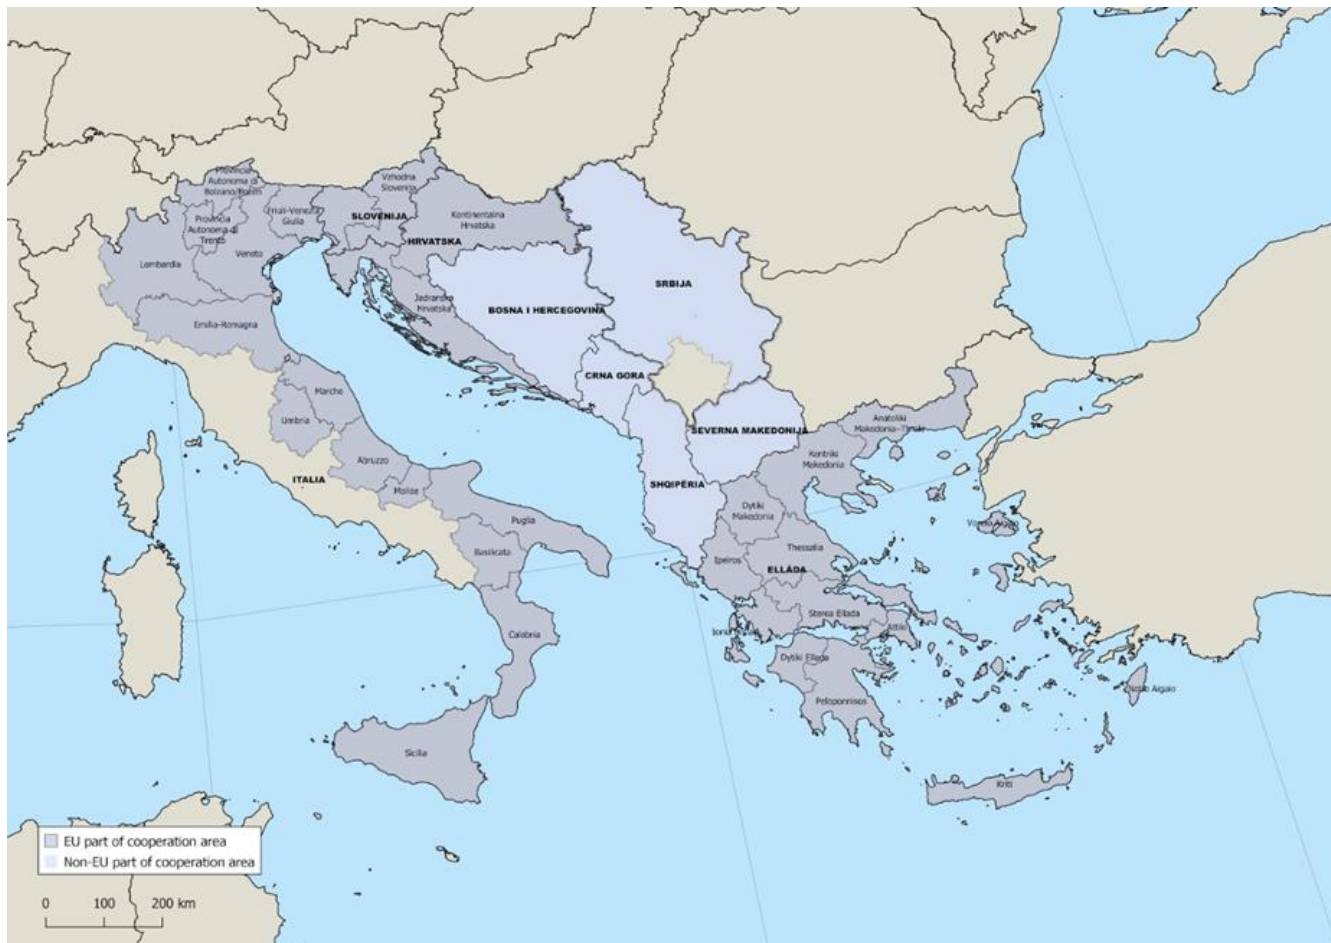 Provincia
Autonoma di
Bolzano/Bozen
Vzhodna
Slovenija
Friuli-Venezia
Giulia
SLOVENIJA
Kontinentalna
Hrvatska
Provincia
Autonoma di
Trento
HRVATSKA
Veneto
Lombardia
SRBIJA
Jadranska
Hrvatska
BOSNA I HERCEGOVINA
Emilia-Romagna
CRNA GORA
Marche
Umbria
Anatoliki
Makedonia-Thraki
SEVERNA MAKEDONIJA
Kentriki
Makedonia
Abruzzo
ITALIA
SHQIPËRIA
Molise
Dytiki
Makedonia
Puglia
Voreio Aigaio
Basilicata
Thessalia
Ipeiros
ELLÁDA
Sterea Ellada
Attiki
Ionia
Calabria
Dytiki Ellada
Notio Aigaio
Peloponnisos
Sicilia
Kriti
EU part of cooperation area
Non-EU part of cooperation area
0 100 200 km